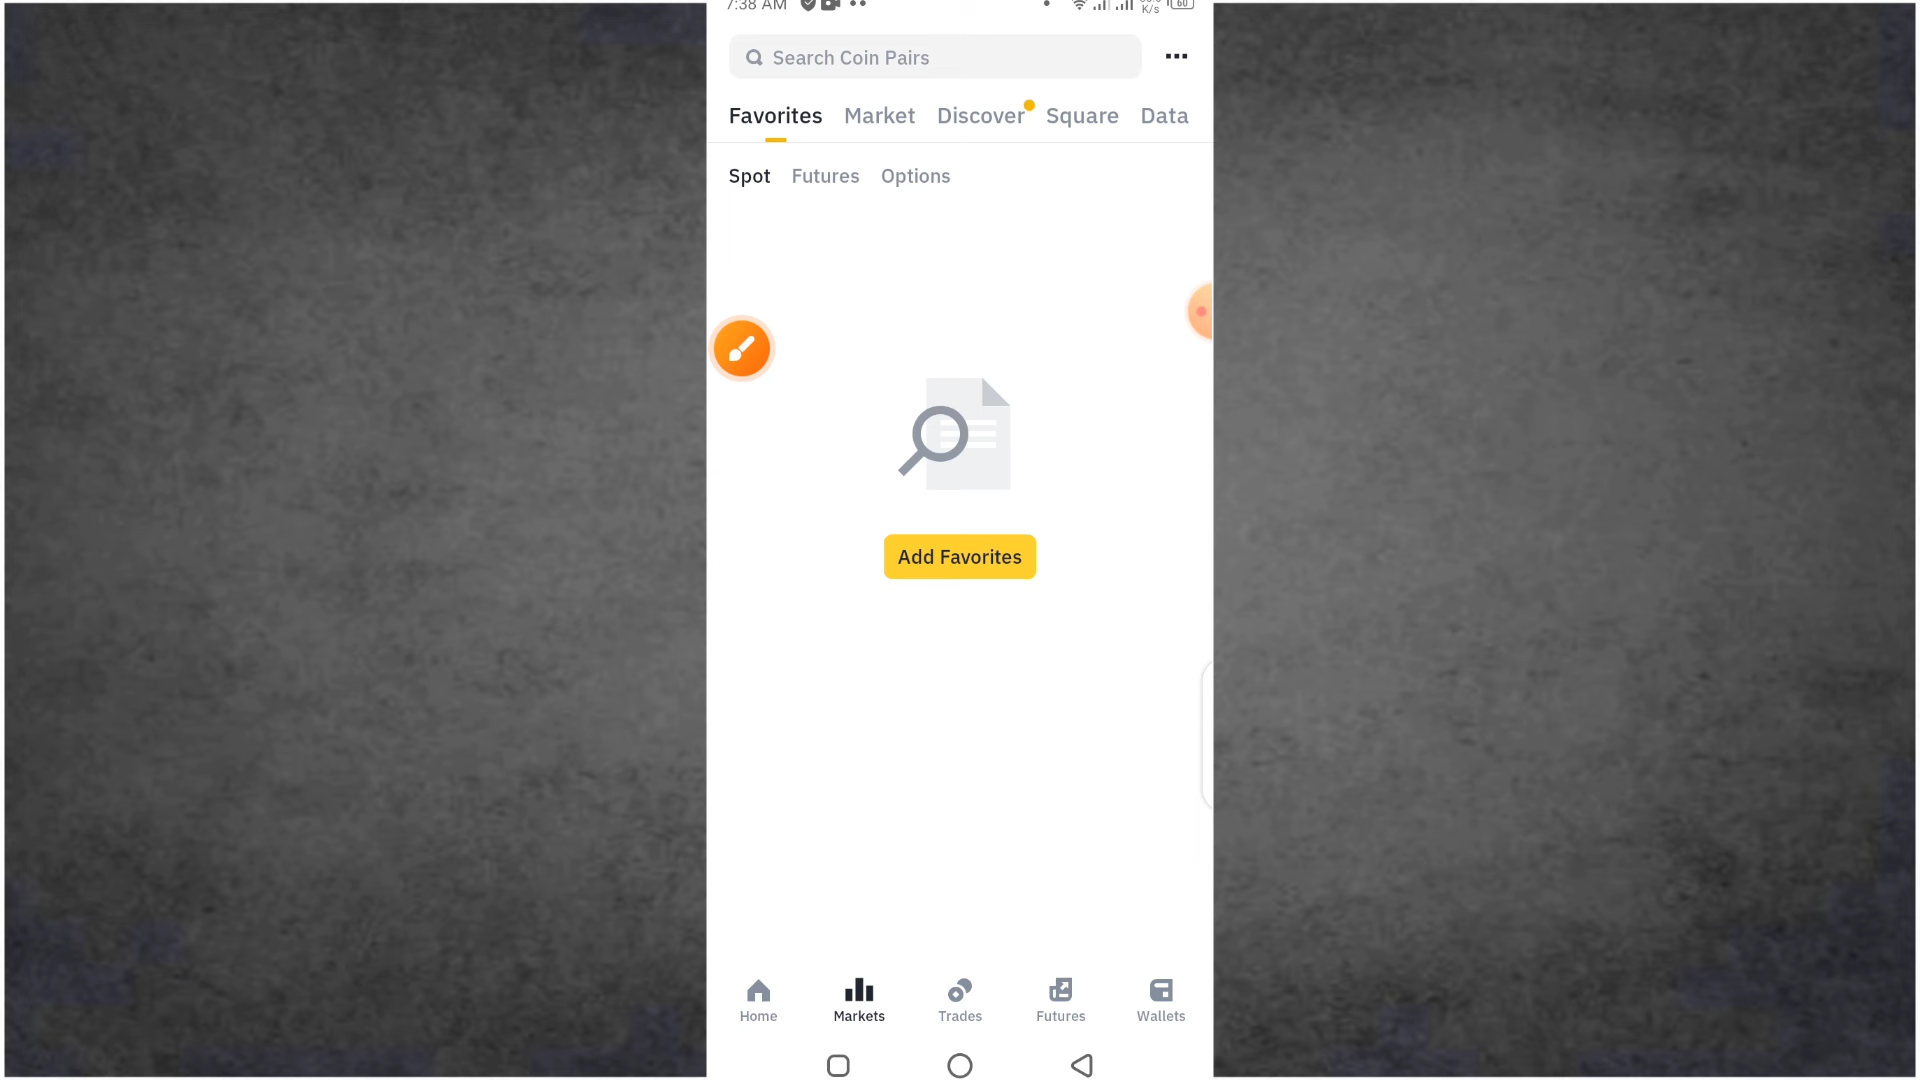 7:38 AM
K/s
60
Search Coin Pairs
Favorites Market Discover Square Data
Spot Futures Options
Add Favorites
Home Markets Trades Futures Wallets